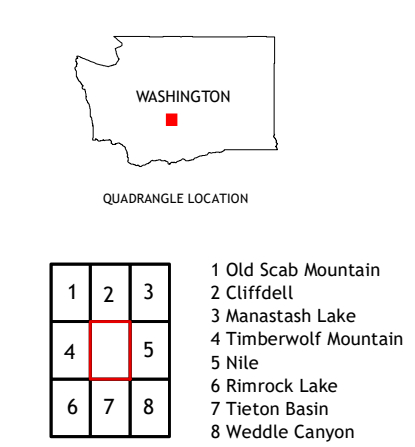 WASHINGTON
QUADRANGLE LOCATION
1 2 3
4 5
6 7 8
1 Old Scab Mountain
2 Cliffdell
3 Manastash Lake
4 Timberwolf Mountain
5 Nile
6 Rimrock Lake
7 Tieton Basin
8 Weddle Canyon